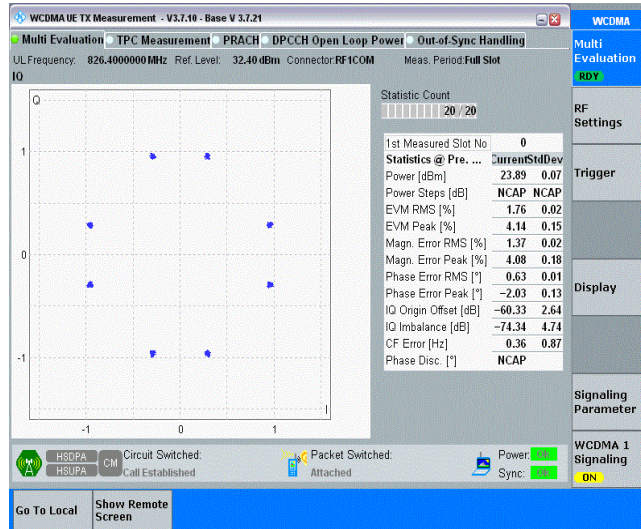 WCDMA UE TX Measurement - V3.7.10 - Base V 3.7.21
WCDMA
Multi Evaluation TPC Measurement PRACH DPCCH Open Loop Power Out-of-Sync Handling
Multi
Evaluation
RDY
UL Frequency: 826.4000000 MHz Ref. Level: 32.40 dBm Connector: RF1COM Meas. Period: Full Slot
IQ
Q
1
0
-1
-1 0 1
I
Statistic Count
20 / 20
1st Measured Slot No 0
Statistics @ Pre. ... Current StdDev
Power [dBm] 23.89 0.07
Power Steps [dB] NCAP NCAP
EVM RMS [%] 1.76 0.02
EVM Peak [%] 4.14 0.15
Magn. Error RMS [%] 1.37 0.02
Magn. Error Peak [%] 4.08 0.18
Phase Error RMS [°] 0.63 0.01
Phase Error Peak [°] -2.03 0.13
IQ Origin Offset [dB] -60.33 2.64
IQ Imbalance [dB] -74.34 4.74
CF Error [Hz] 0.36 0.87
Phase Disc. [°] NCAP
RF
Settings
Trigger
Display
Signaling
Parameter
WCDMA 1
Signaling
ON
HSDPA
HSUPA
CM
Circuit Switched:
Call Established
Packet Switched:
Attached
Power: OK
Sync: OK
Go To Local
Show Remote
Screen